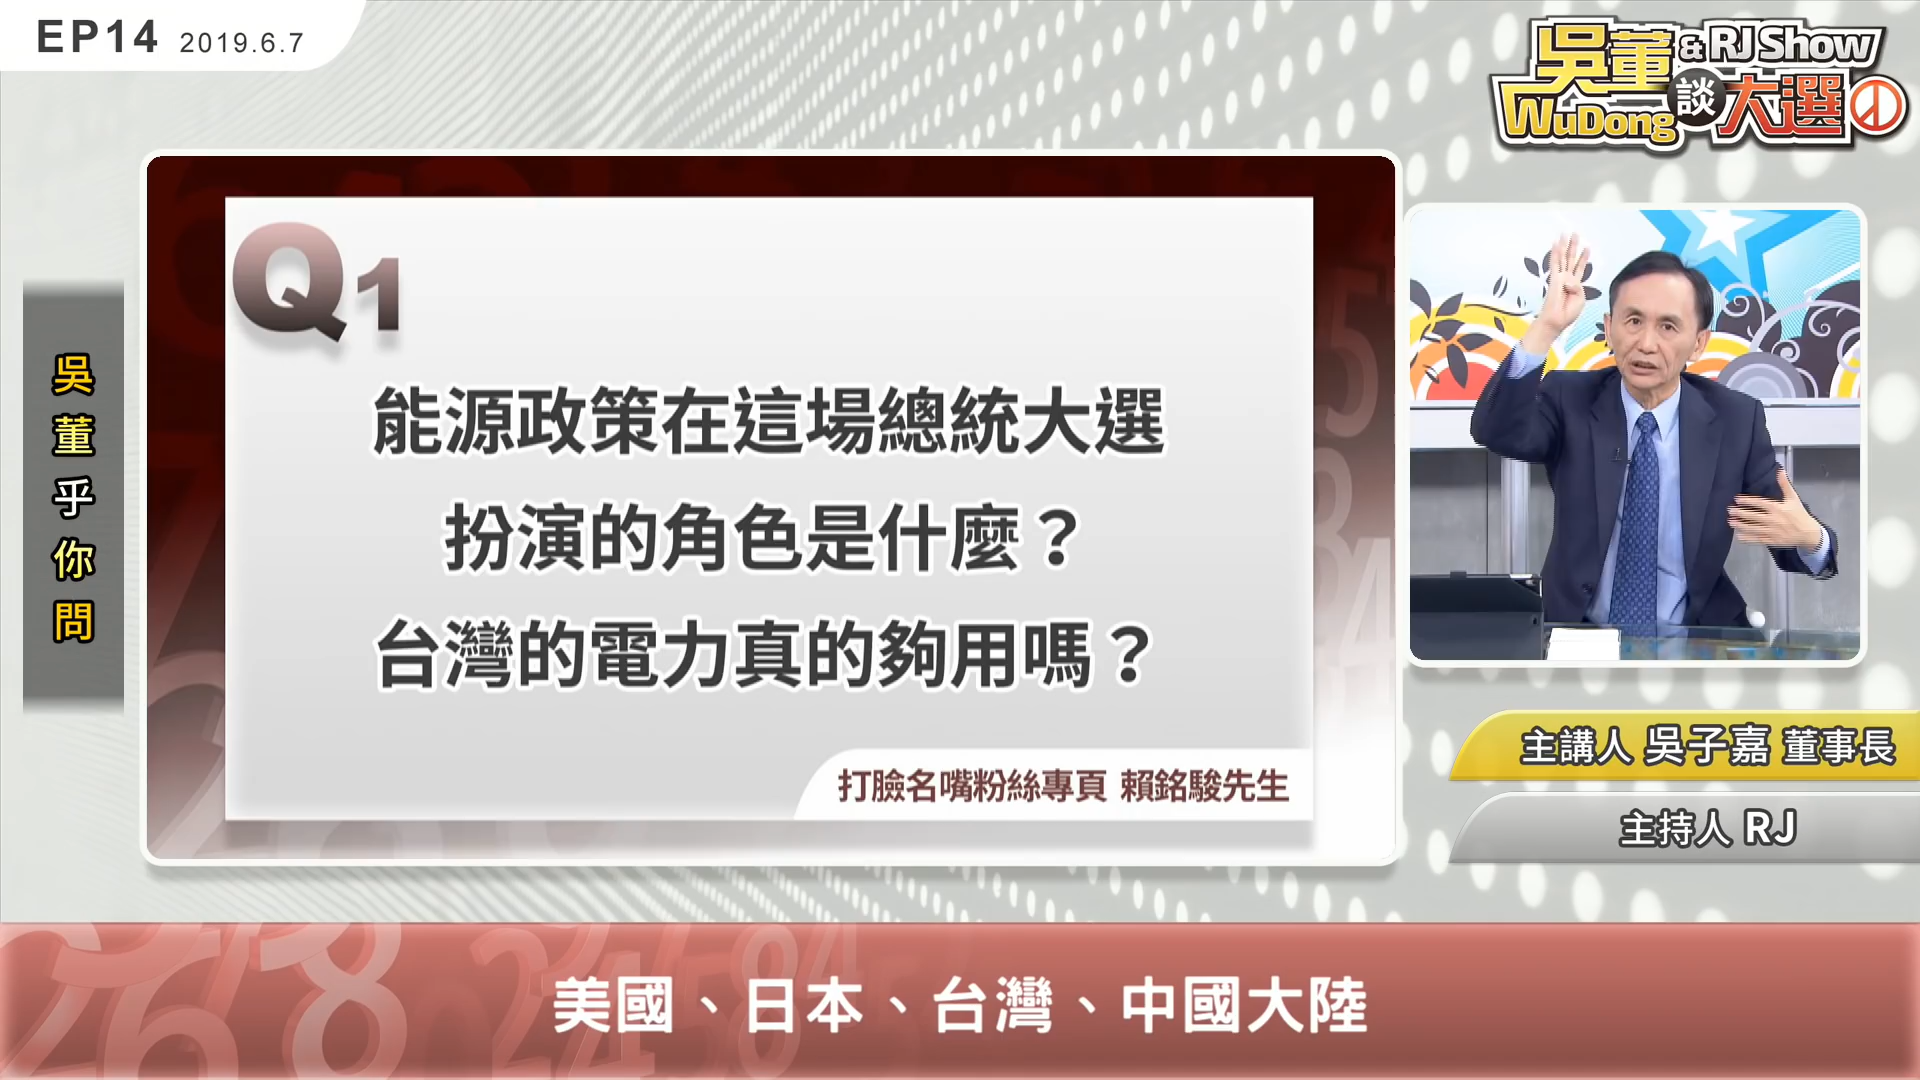 EP14 2019.6.7
吳董 & RJ Show
WuDong 談 大選
吳董乎你問
Q1
能源政策在這場總統大選
扮演的角色是什麼？
台灣的電力真的夠用嗎？
打臉名嘴粉絲專頁 賴銘駿先生
主講人 吳子嘉 董事長
主持人 RJ
美國、日本、台灣、中國大陸